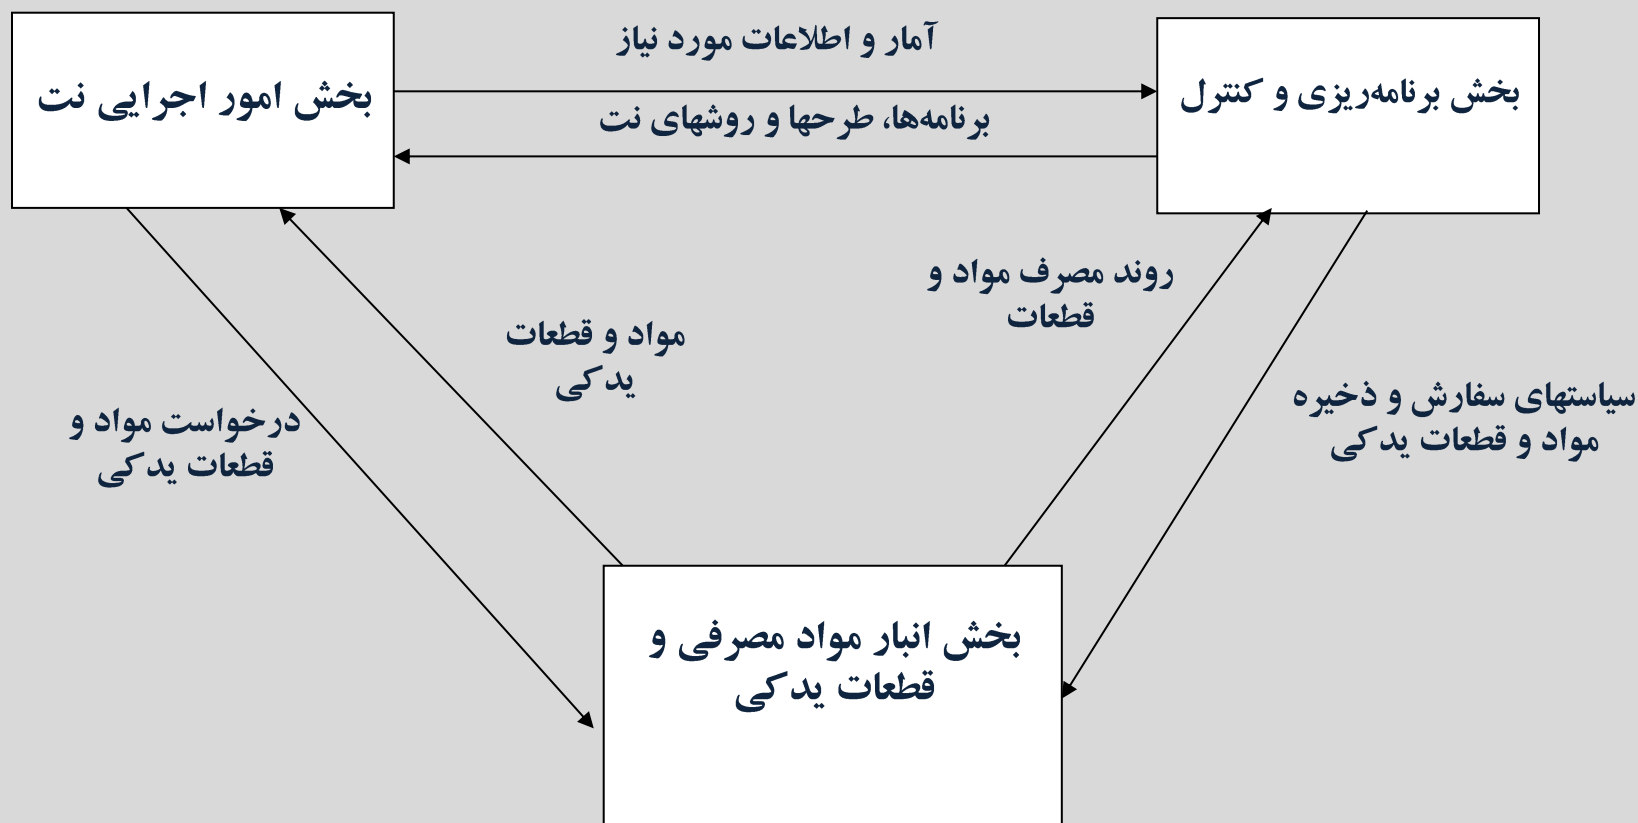 آمار و اطلاعات مورد نیاز
بخش برنامه‌ریزی و کنترل
بخش امور اجرایی نت
برنامه‌ها، طرحها و روشهای نت
روند مصرف مواد و
قطعات
مواد و قطعات
یدکی
سیاستهای سفارش و ذخیره
مواد و قطعات یدکی
درخواست مواد و
قطعات یدکی
بخش انبار مواد مصرفی و
قطعات یدکی